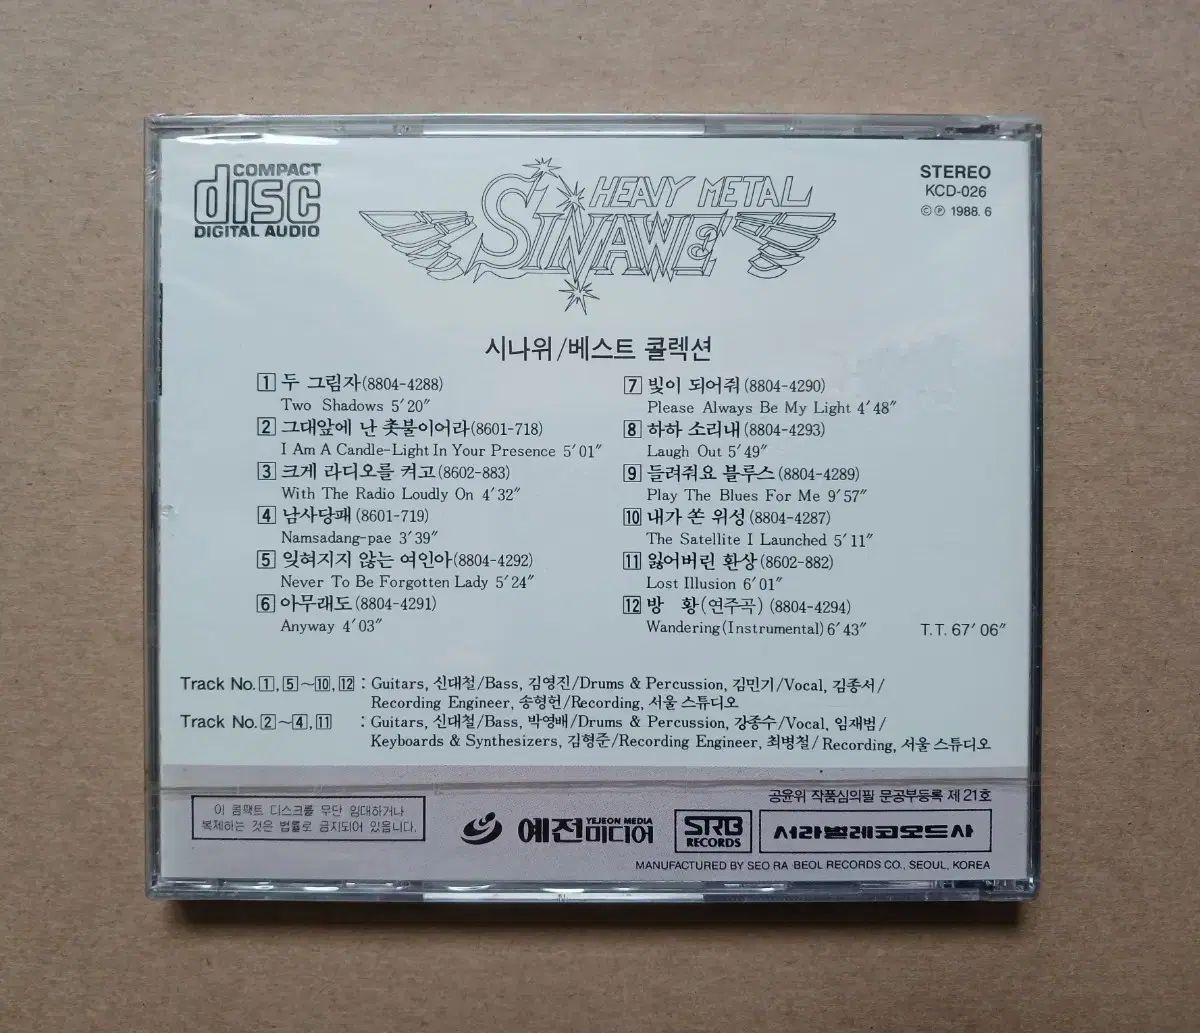 COMPACT
disc
DIGITAL AUDIO
HEAVY METAL
SINAWE
STEREO
KCD-026
©℗ 1988. 6
시나위/베스트 콜렉션
1 두 그림자(8804-4288)
Two Shadows 5′20″
2 그대앞에 난 촛불이어라(8601-718)
I Am A Candle-Light In Your Presence 5′01″
3 크게 라디오를 켜고(8602-883)
With The Radio Loudly On 4′32″
4 남사당패(8601-719)
Namsadang-pae 3′39″
5 잊혀지지 않는 여인아(8804-4292)
Never To Be Forgotten Lady 5′24″
6 아무래도(8804-4291)
Anyway 4′03″
7 빛이 되어줘(8804-4290)
Please Always Be My Light 4′48″
8 하하 소리내(8804-4293)
Laugh Out 5′49″
9 들려줘요 블루스(8804-4289)
Play The Blues For Me 9′57″
10 내가 쏜 위성(8804-4287)
The Satellite I Launched 5′11″
11 잃어버린 환상(8602-882)
Lost Illusion 6′01″
12 방 황(연주곡)(8804-4294)
Wandering(Instrumental) 6′43″
T.T. 67′06″
Track No. 1, 5~10, 12 : Guitars, 신대철/Bass, 김영진/Drums & Percussion, 김민기/Vocal, 김종서/
Recording Engineer, 송형헌/Recording, 서울 스튜디오
Track No. 2~4, 11 : Guitars, 신대철/Bass, 박영배/Drums & Percussion, 강종수/Vocal, 임재범/
Keyboards & Synthesizers, 김형준/Recording Engineer, 최병철/Recording, 서울 스튜디오
이 콤팩트 디스크를 무단 임대하거나
복제하는 것은 법률로 금지되어 있읍니다.
공윤위 작품심의필 문공부등록 제21호
YEJEON MEDIA
예전미디어
SRB
RECORDS
서라벌레코오드사
MANUFACTURED BY SEO RA BEOL RECORDS CO., SEOUL, KOREA